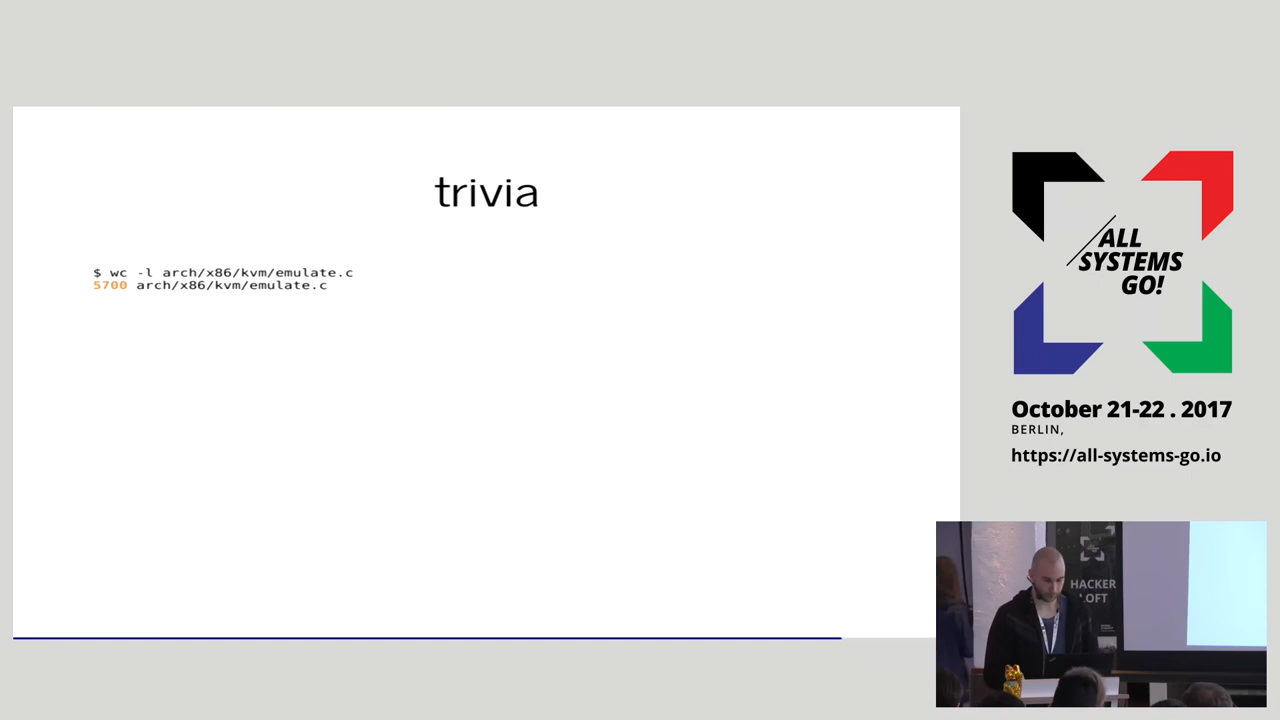 trivia
$ wc -l arch/x86/kvm/emulate.c
5700 arch/x86/kvm/emulate.c
ALL
SYSTEMS
GO!
October 21-22 . 2017
BERLIN,
https://all-systems-go.io
HACKER
LOFT